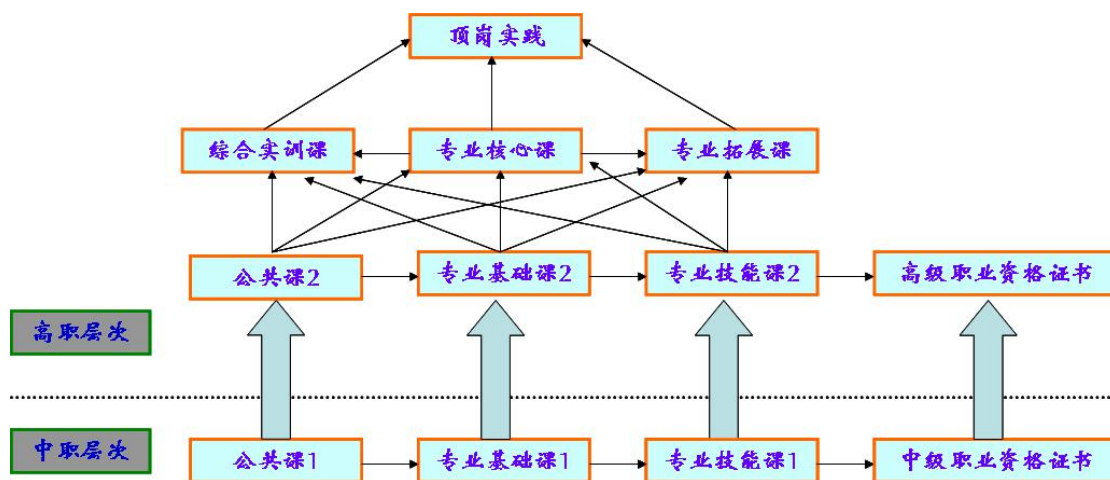 顶岗实践
综合实训课
专业核心课
专业拓展课
公共课2
专业基础课2
专业技能课2
高级职业资格证书
高职层次
中职层次
公共课1
专业基础课1
专业技能课1
中级职业资格证书